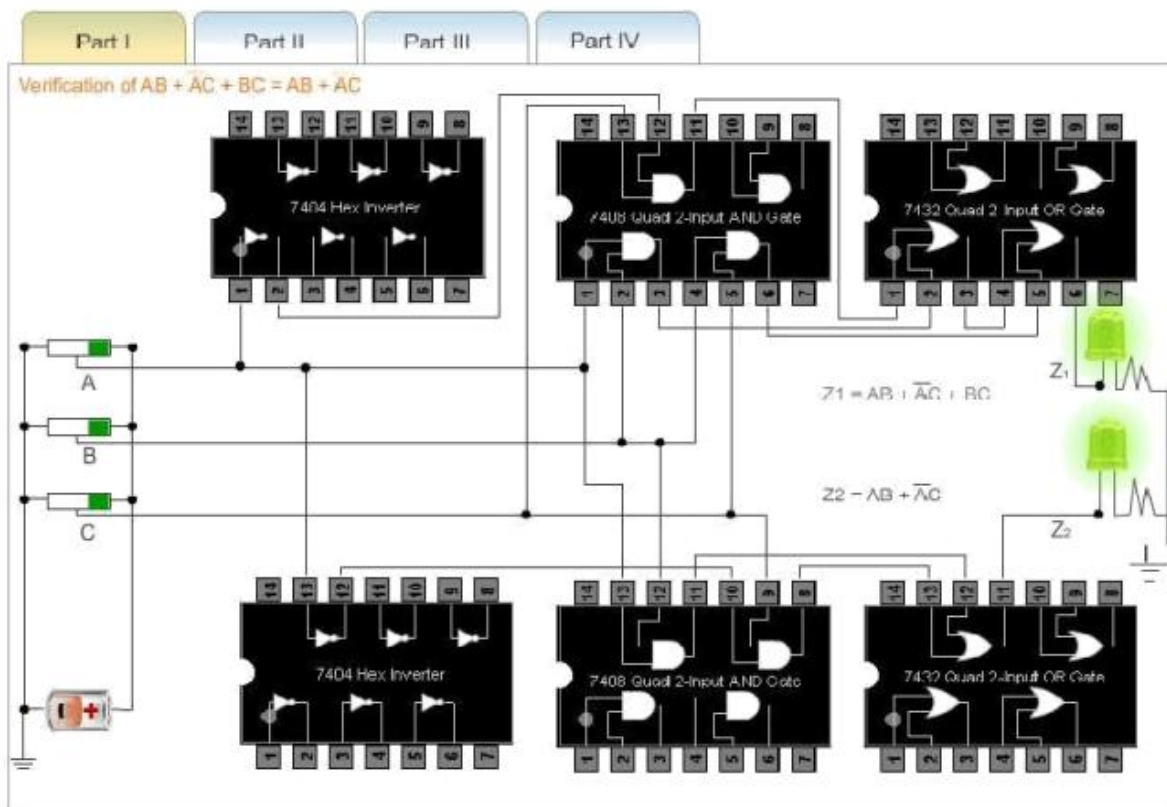 Part I Part II Part III Part IV
Verification of AB + A̅C + BC = AB + A̅C
14 13 12 11 10 9 8
7404 Hex Inverter
1 2 3 4 5 6 7
14 13 12 11 10 9 8
7408 Quad 2-Input AND Gate
1 2 3 4 5 6 7
14 13 12 11 10 9 8
7432 Quad 2 Input OR Gate
1 2 3 4 5 6 7
A
B
C
Z₁
Z1 = AB + A̅C + BC
Z2 = AB + A̅C
Z₂
14 13 12 11 10 9 8
7404 Hex Inverter
1 2 3 4 5 6 7
14 13 12 11 10 9 8
7408 Quad 2-Input AND Gate
1 2 3 4 5 6 7
14 13 12 11 10 9 8
7432 Quad 2-Input OR Gate
1 2 3 4 5 6 7
- +